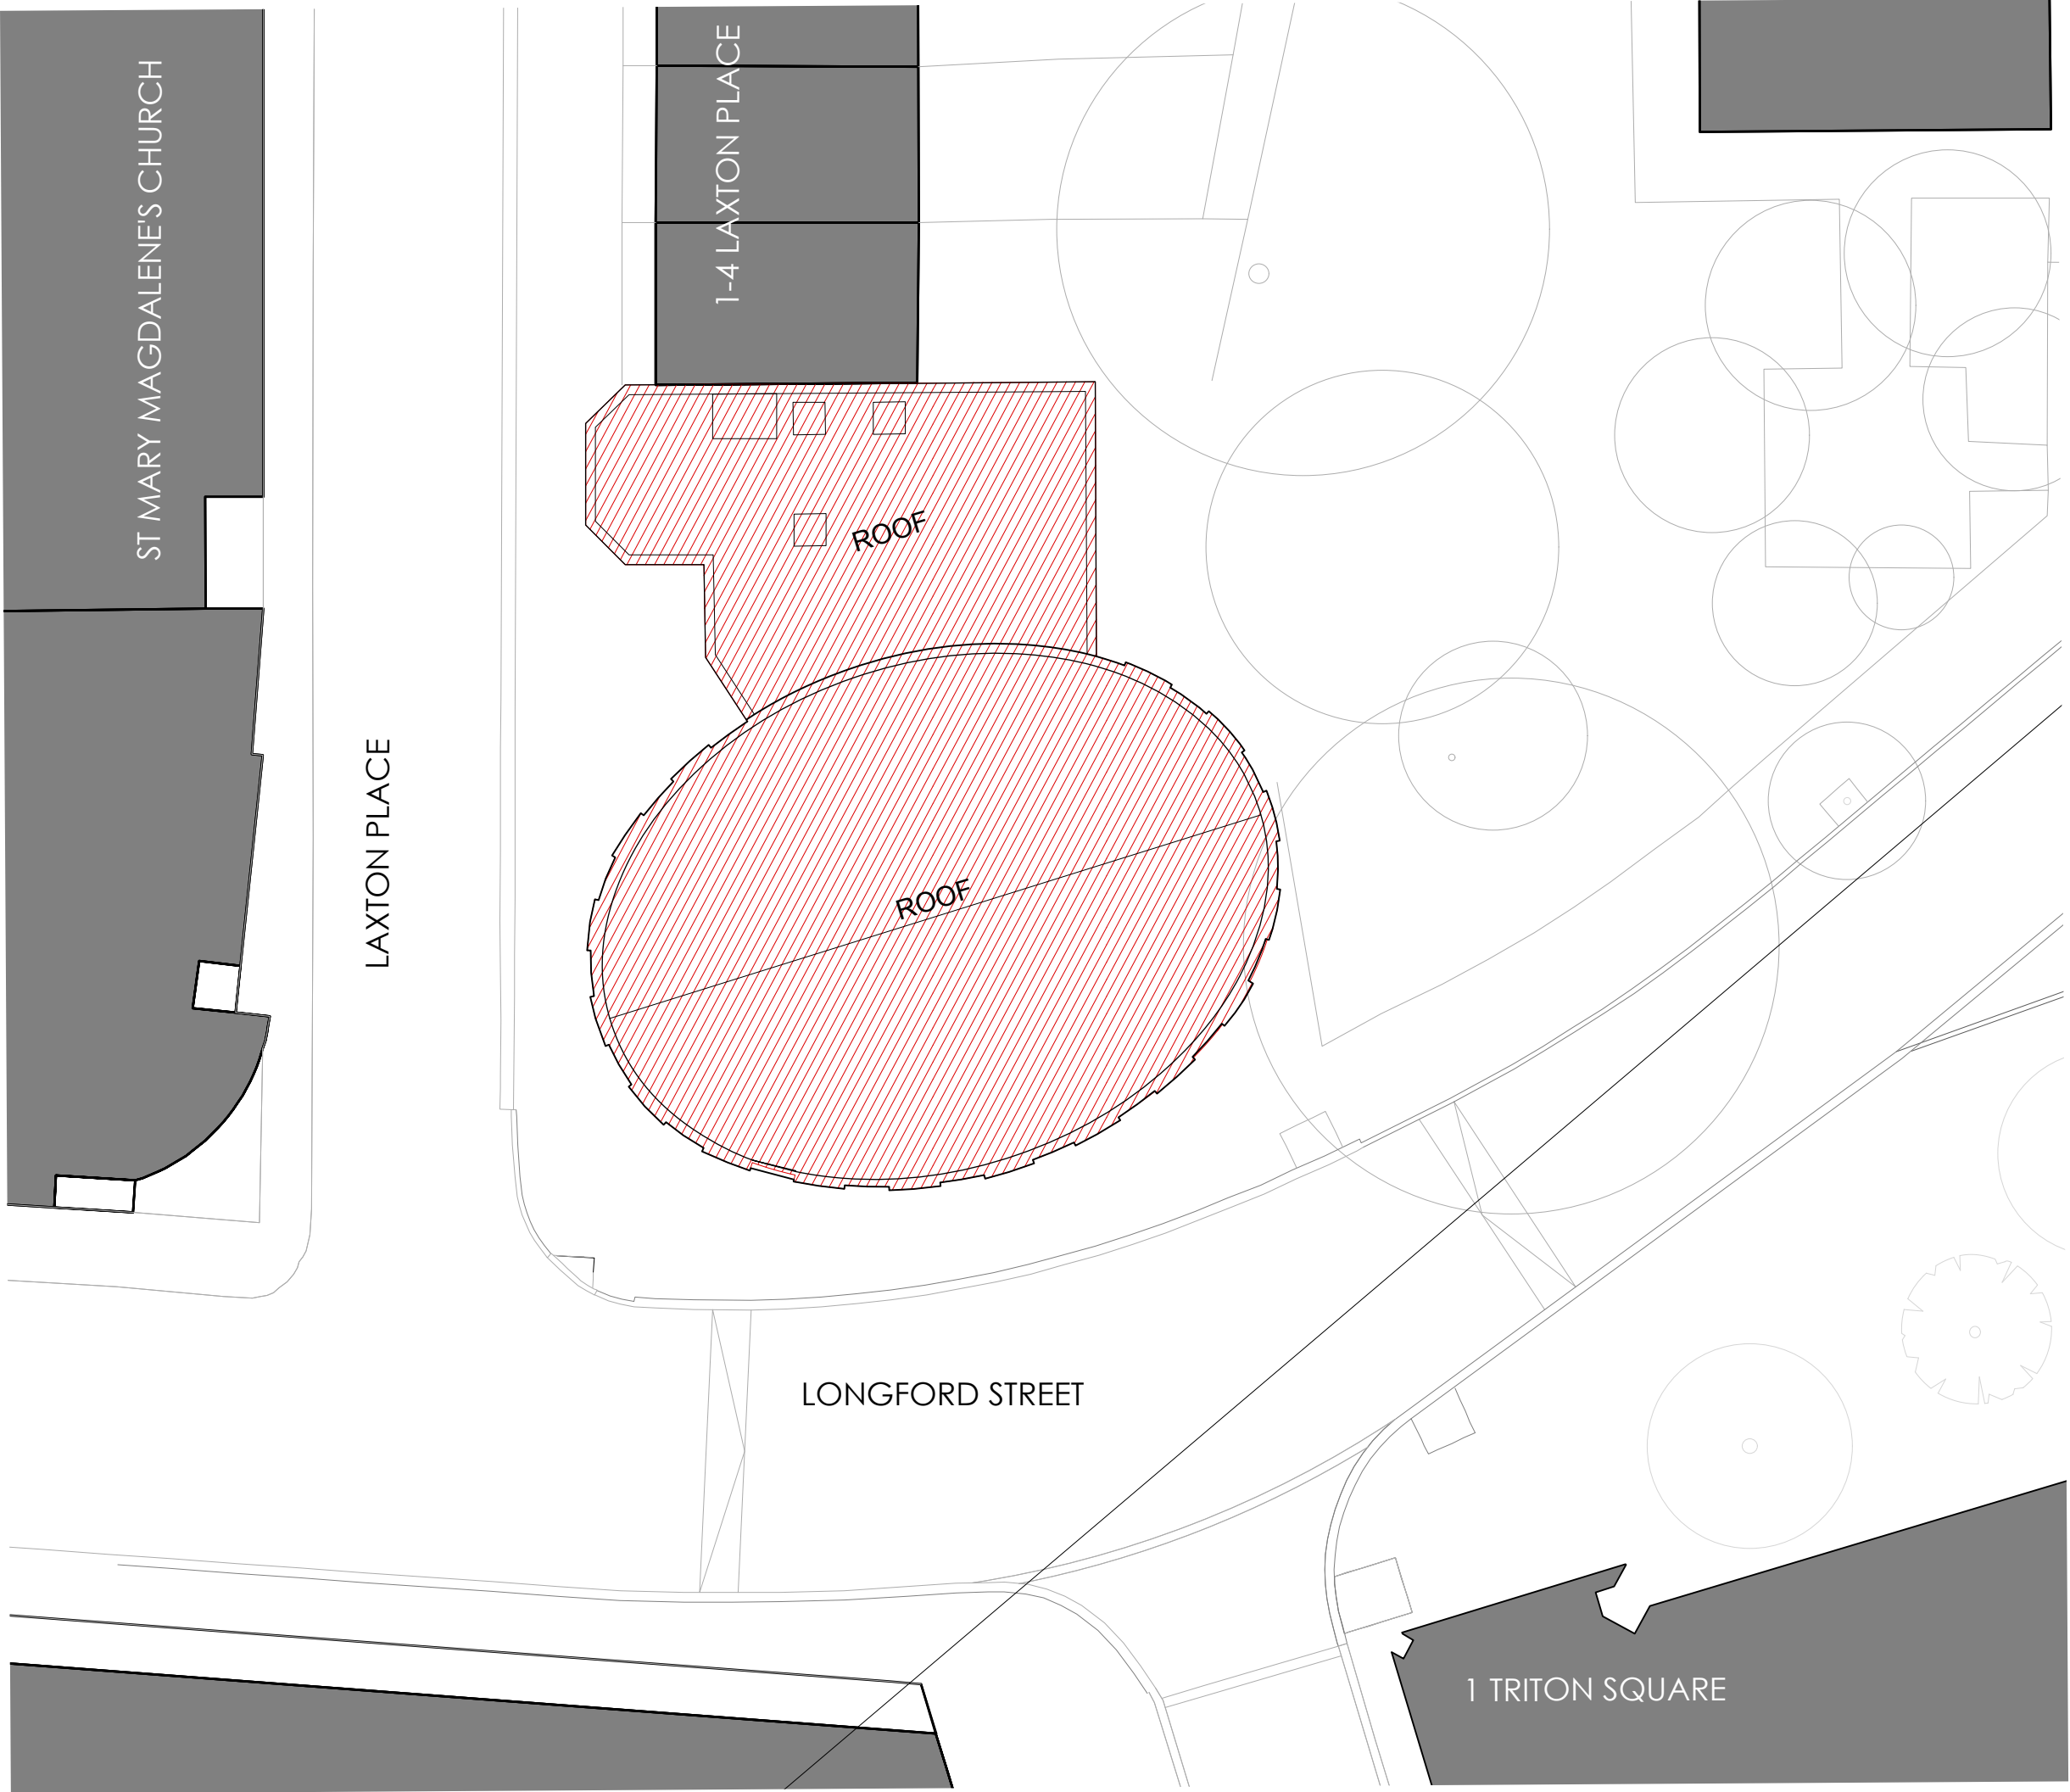 ST MARY MAGDALENE'S CHURCH
1-4 LAXTON PLACE
ROOF
LAXTON PLACE
ROOF
LONGFORD STREET
1 TRITON SQUARE